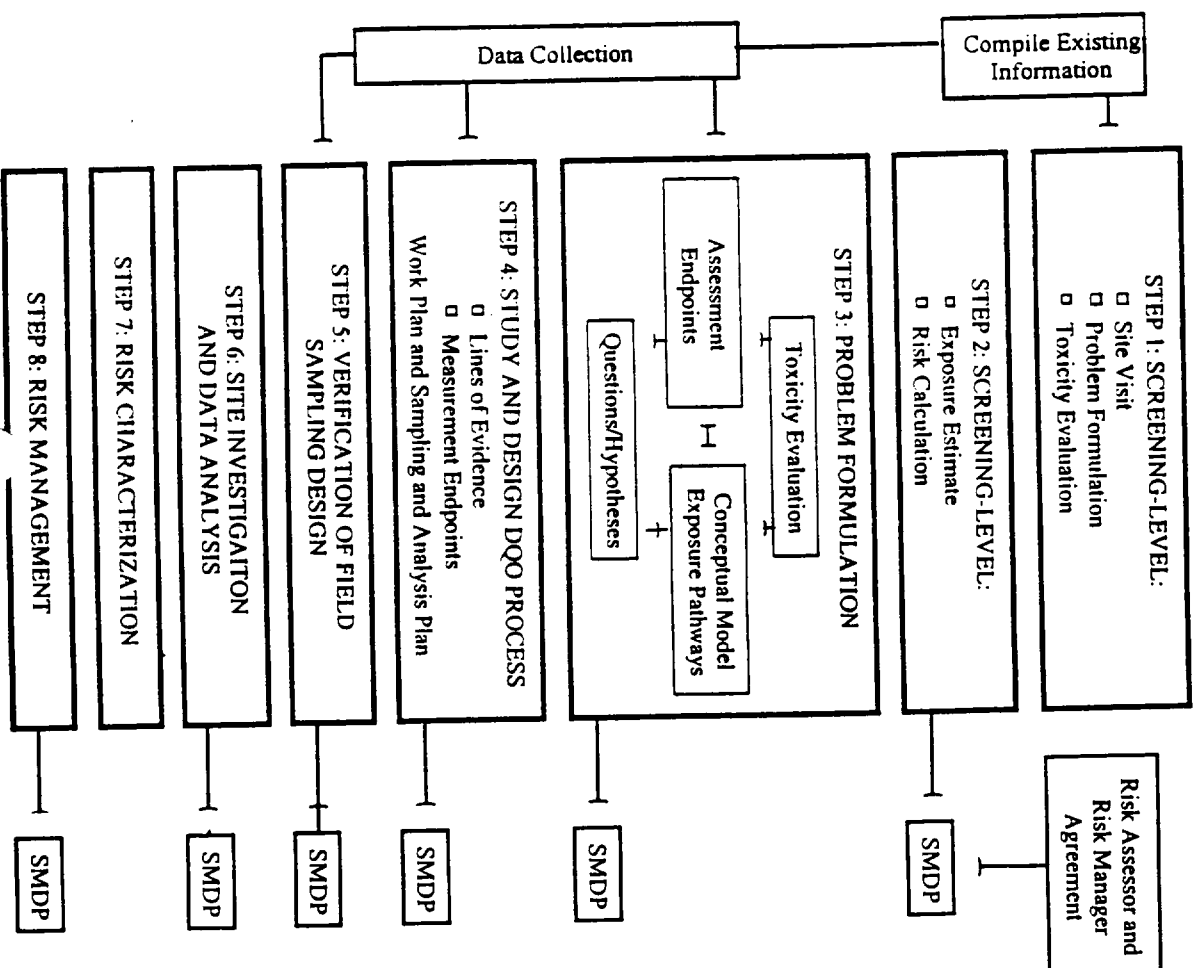 Compile Existing
Information
Data Collection
STEP 1: SCREENING-LEVEL:
Site Visit
Problem Formulation
Toxicity Evaluation
Risk Assessor and
Risk Manager
Agreement
STEP 2: SCREENING-LEVEL:
Exposure Estimate
Risk Calculation
SMDP
STEP 3: PROBLEM FORMULATION
Toxicity Evaluation
Assessment
Endpoints
Conceptual Model
Exposure Pathways
Questions/Hypotheses
SMDP
STEP 4: STUDY AND DESIGN DQO PROCESS
Lines of Evidence
Measurement Endpoints
Work Plan and Sampling and Analysis Plan
SMDP
STEP 5: VERIFICATION OF FIELD
SAMPLING DESIGN
SMDP
STEP 6: SITE INVESTIGAITON
AND DATA ANALYSIS
SMDP
STEP 7: RISK CHARACTERIZATION
STEP 8: RISK MANAGEMENT
SMDP